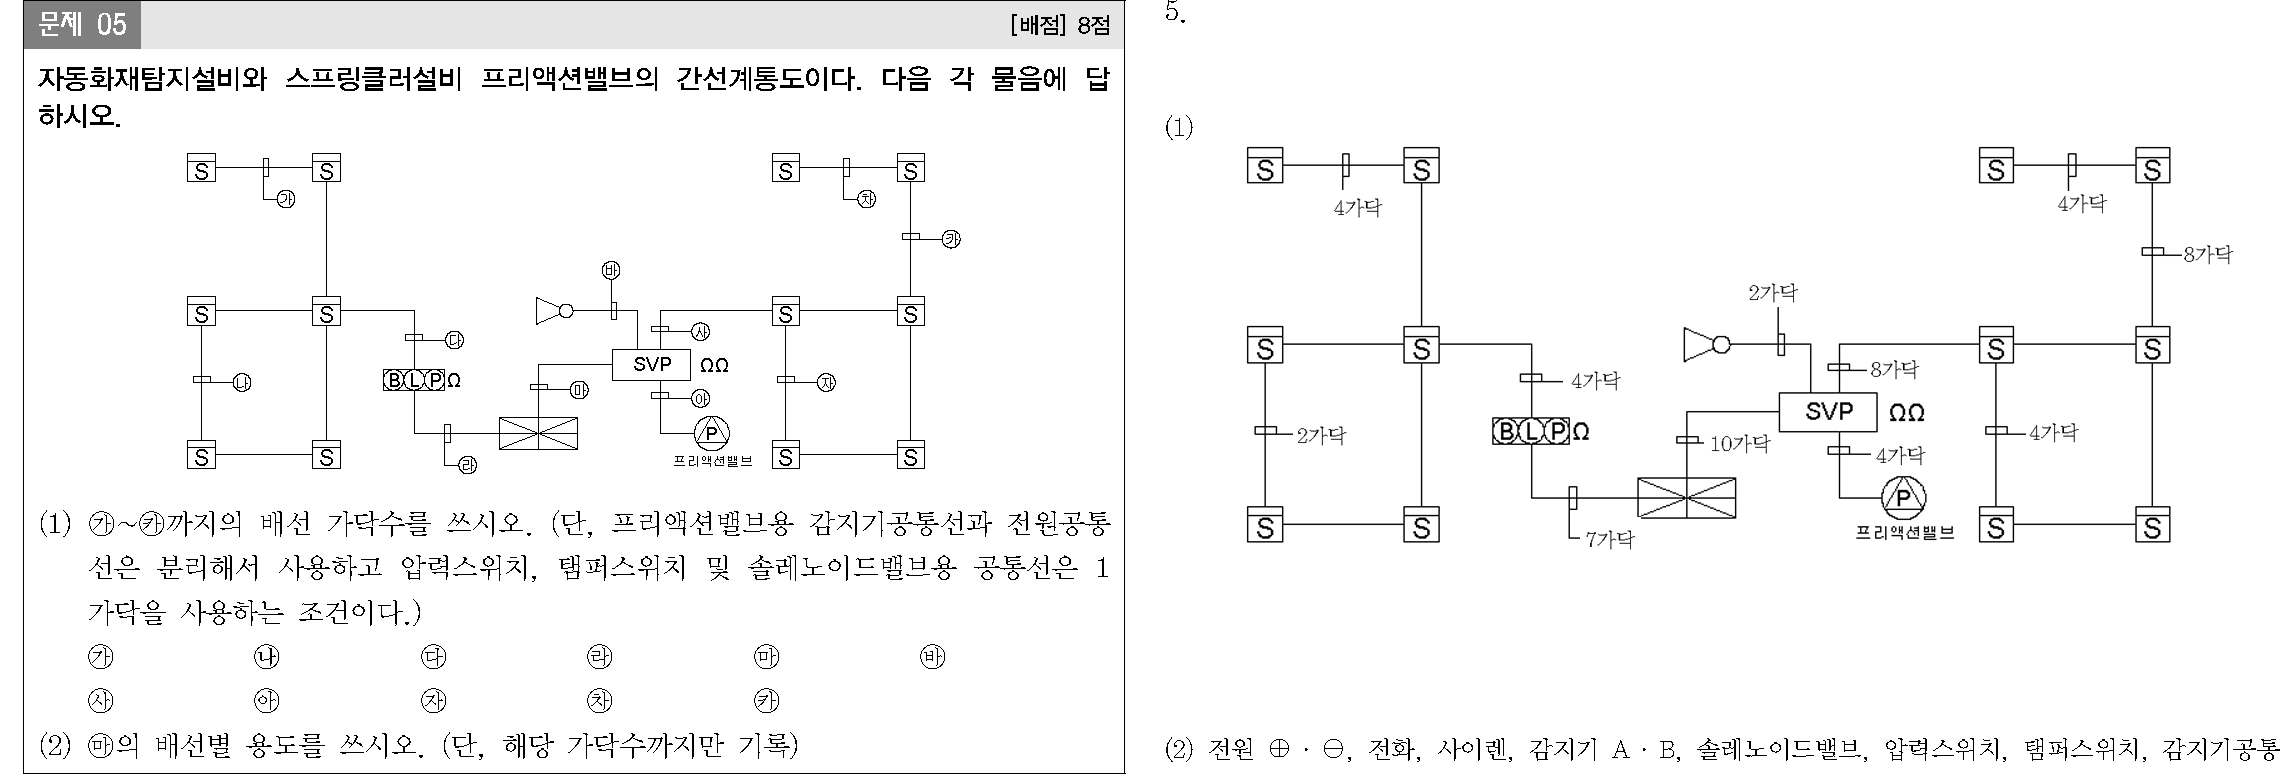 문제 05
[배점] 8점
자동화재탐지설비와 스프링클러설비 프리액션밸브의 간선계통도이다. 다음 각 물음에 답
하시오.
S S S S
㉮ ㉶
㉸
㉳
S S S S
㉴
㉰
SVP ΩΩ
B L P Ω
㉯ ㉲ ㉵ ㉷
P
프리액션밸브
S S S S
㉱
(1) ㉮~㉸까지의 배선 가닥수를 쓰시오. (단, 프리액션밸브용 감지기공통선과 전원공통
선은 분리해서 사용하고 압력스위치, 탬퍼스위치 및 솔레노이드밸브용 공통선은 1
가닥을 사용하는 조건이다.)
㉮ ㉯ ㉰ ㉱ ㉲ ㉳
㉴ ㉵ ㉶ ㉷ ㉸
(2) ㉲의 배선별 용도를 쓰시오. (단, 해당 가닥수까지만 기록)
5.
(1)
S S S S
4가닥 4가닥
8가닥
2가닥
S S S S
8가닥
4가닥
SVP ΩΩ
B L P Ω
2가닥 10가닥 4가닥 4가닥
P
프리액션밸브
S S S S
7가닥
(2) 전원 ⊕ · ⊖, 전화, 사이렌, 감지기 A · B, 솔레노이드밸브, 압력스위치, 탬퍼스위치, 감지기공통